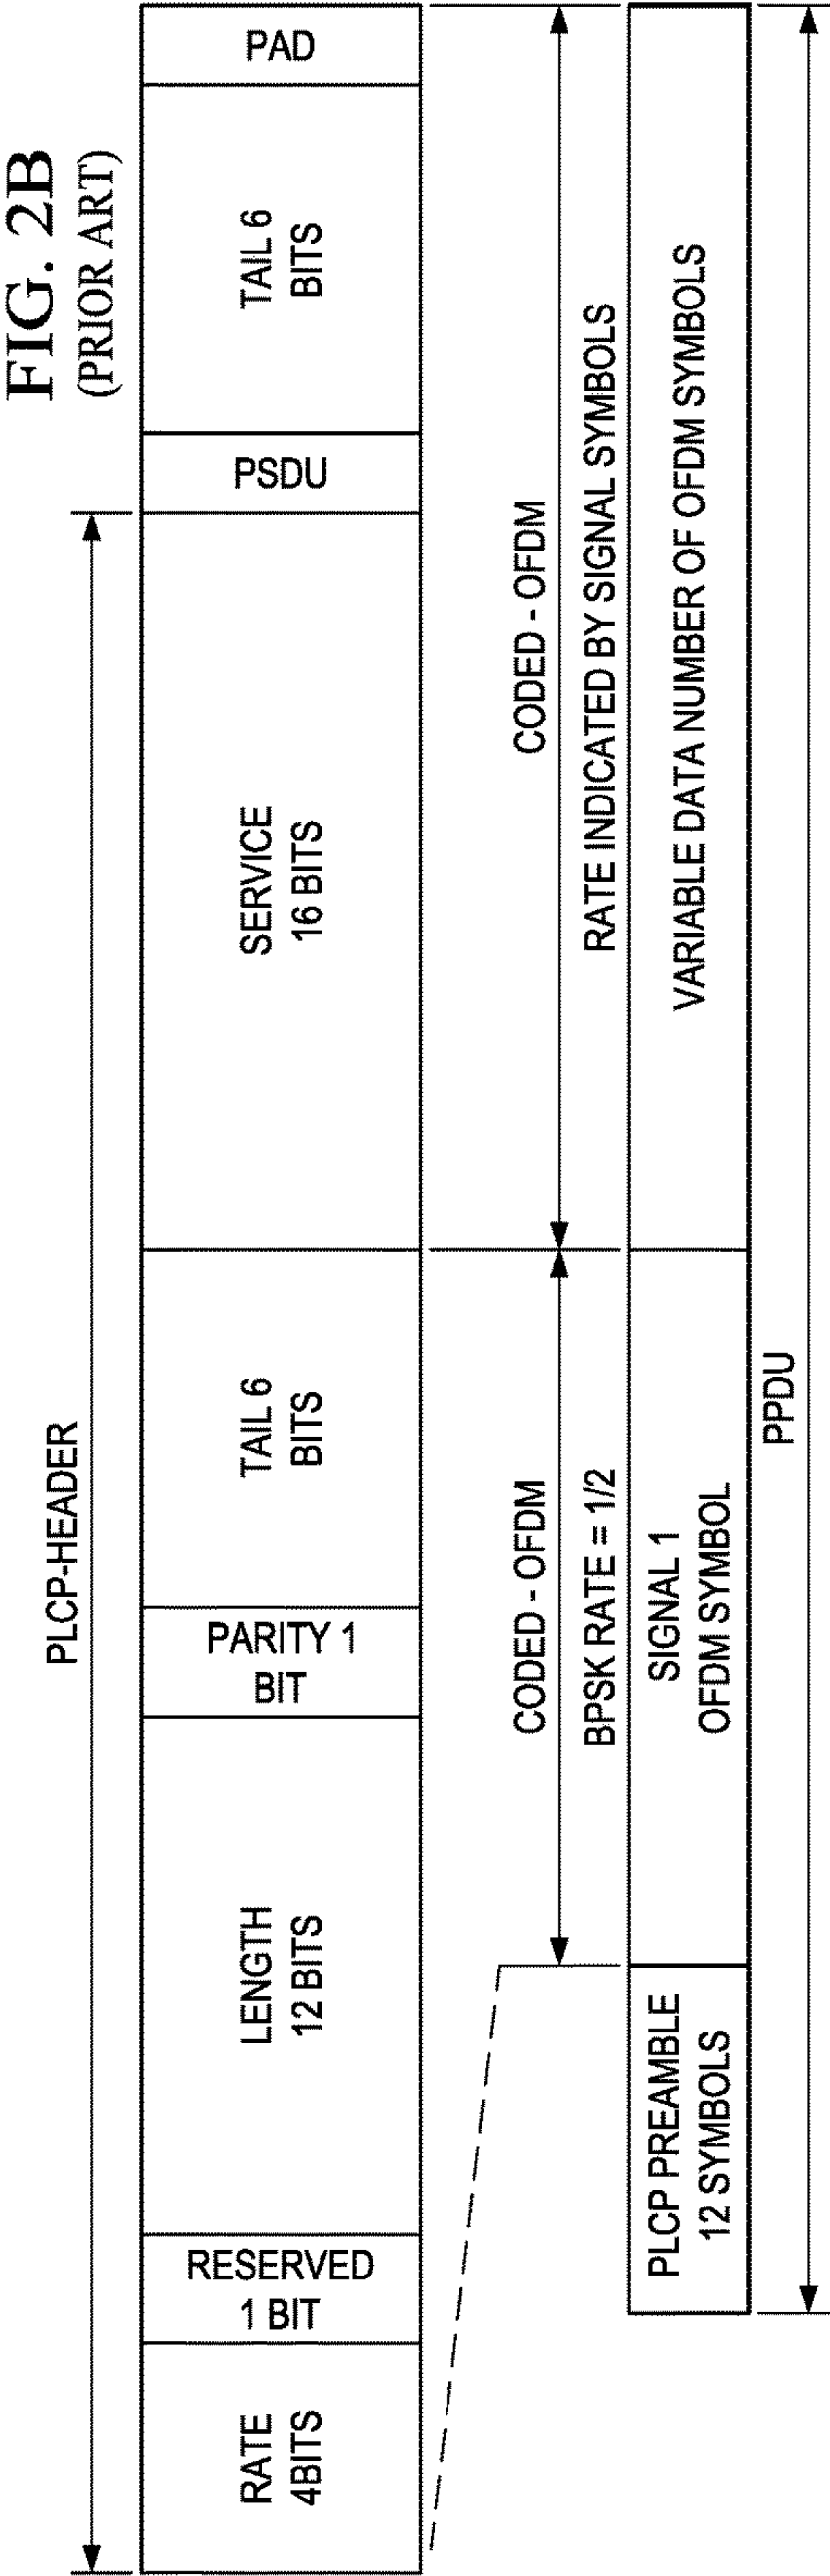 FIG. 2B
(PRIOR ART)
PLCP-HEADER
RATE
4BITS
RESERVED
1 BIT
LENGTH
12 BITS
PARITY 1
BIT
TAIL 6
BITS
SERVICE
16 BITS
PSDU
TAIL 6
BITS
PAD
CODED - OFDM
BPSK RATE = 1/2
CODED - OFDM
RATE INDICATED BY SIGNAL SYMBOLS
PLCP PREAMBLE
12 SYMBOLS
SIGNAL 1
OFDM SYMBOL
VARIABLE DATA NUMBER OF OFDM SYMBOLS
PPDU